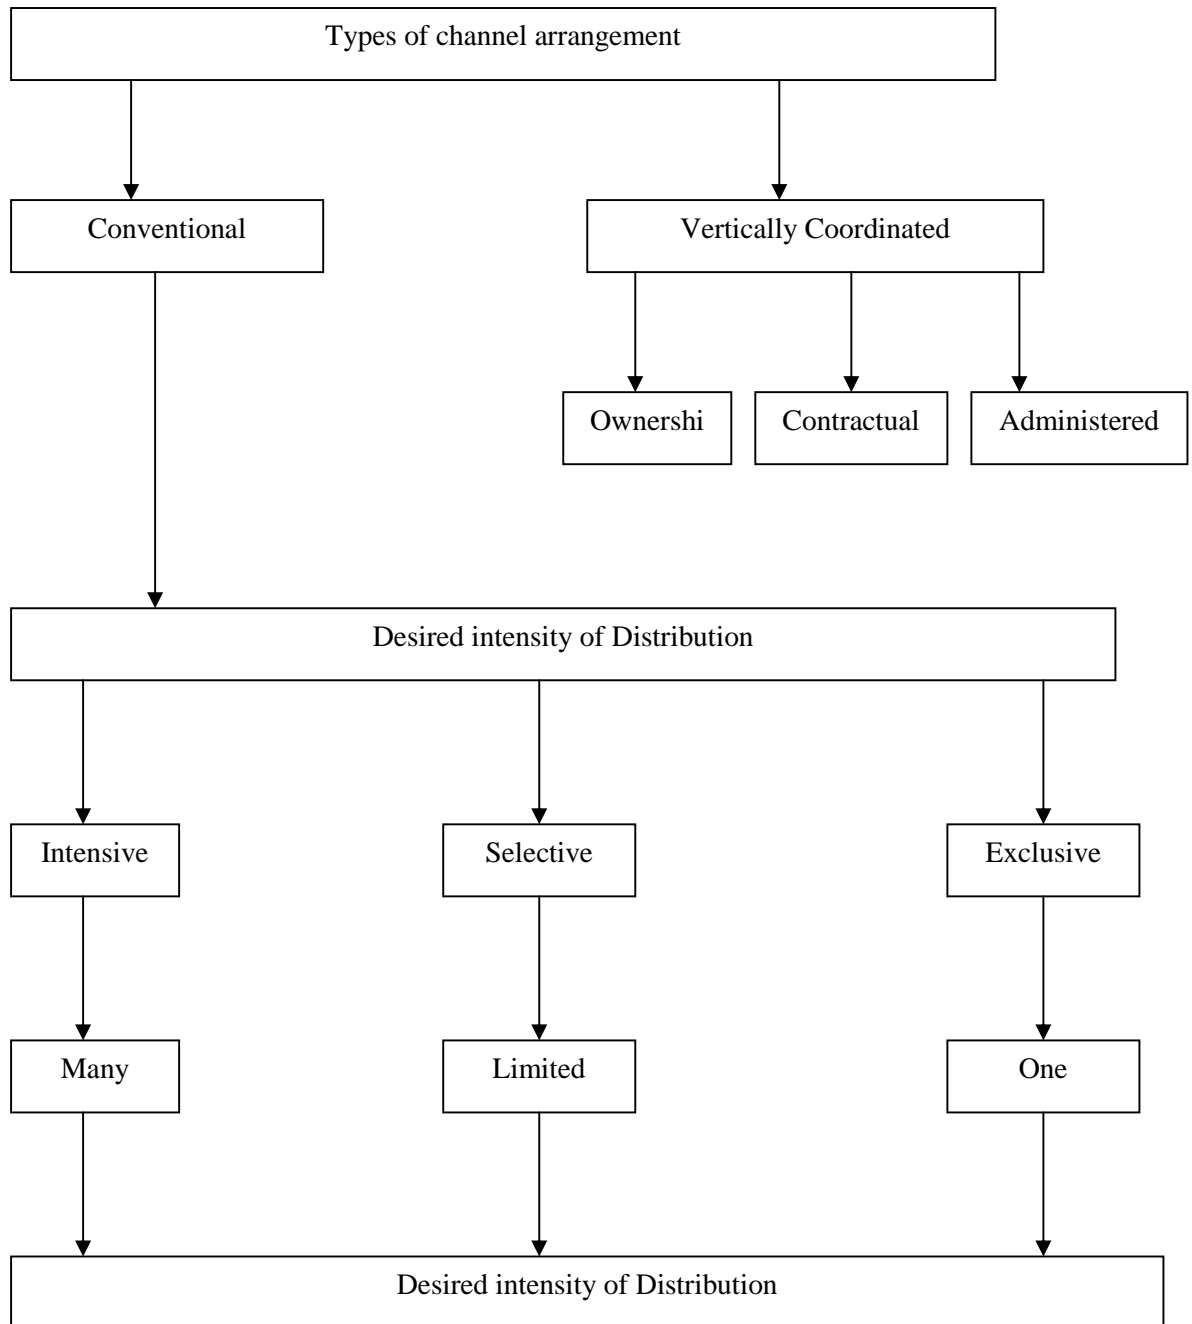 Types of channel arrangement
Conventional
Vertically Coordinated
Ownershi
Contractual
Administered
Desired intensity of Distribution
Intensive
Selective
Exclusive
Many
Limited
One
Desired intensity of Distribution